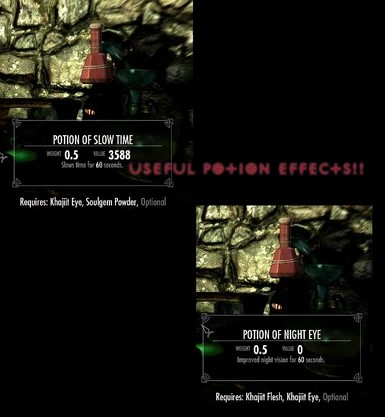 POTION OF SLOW TIME
WEIGHT 0.5 VALUE 3588
Slows time for 60 seconds.
USEFUL POTION EFFECTS!!
Requires: Khajiit Eye, Soulgem Powder, Optional
POTION OF NIGHT EYE
WEIGHT 0.5 VALUE 0
Improved night vision for 60 seconds.
Requires: Khajiit Flesh, Khajiit Eye, Optional